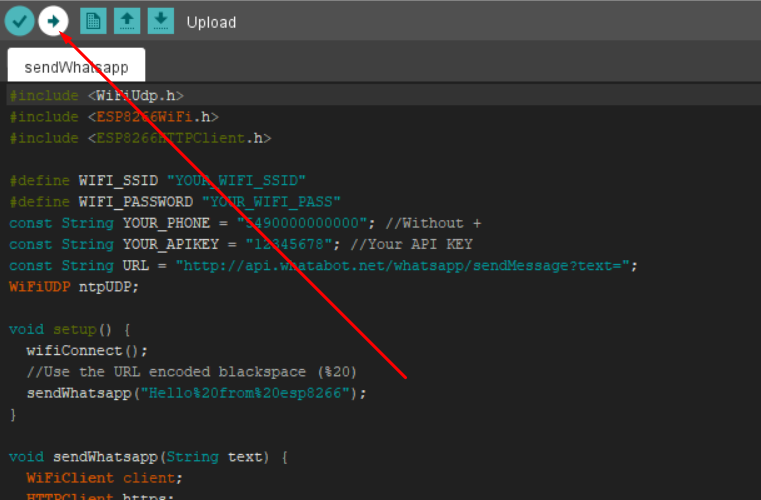 Upload
sendWhatsapp
#include <WiFiUdp.h>
#include <ESP8266WiFi.h>
#include <ESP8266HTTPClient.h>
#define WIFI_SSID "YOUR_WIFI_SSID"
#define WIFI_PASSWORD "YOUR_WIFI_PASS"
const String YOUR_PHONE = "5490000000000"; //Without +
const String YOUR_APIKEY = "12345678"; //Your API KEY
const String URL = "http://api.whatabot.net/whatsapp/sendMessage?text=";
WiFiUDP ntpUDP;
void setup() {
wifiConnect();
//Use the URL encoded blackspace (%20)
sendWhatsapp("Hello%20from%20esp8266");
}
void sendWhatsapp(String text) {
WiFiClient client;
HTTPClient https;